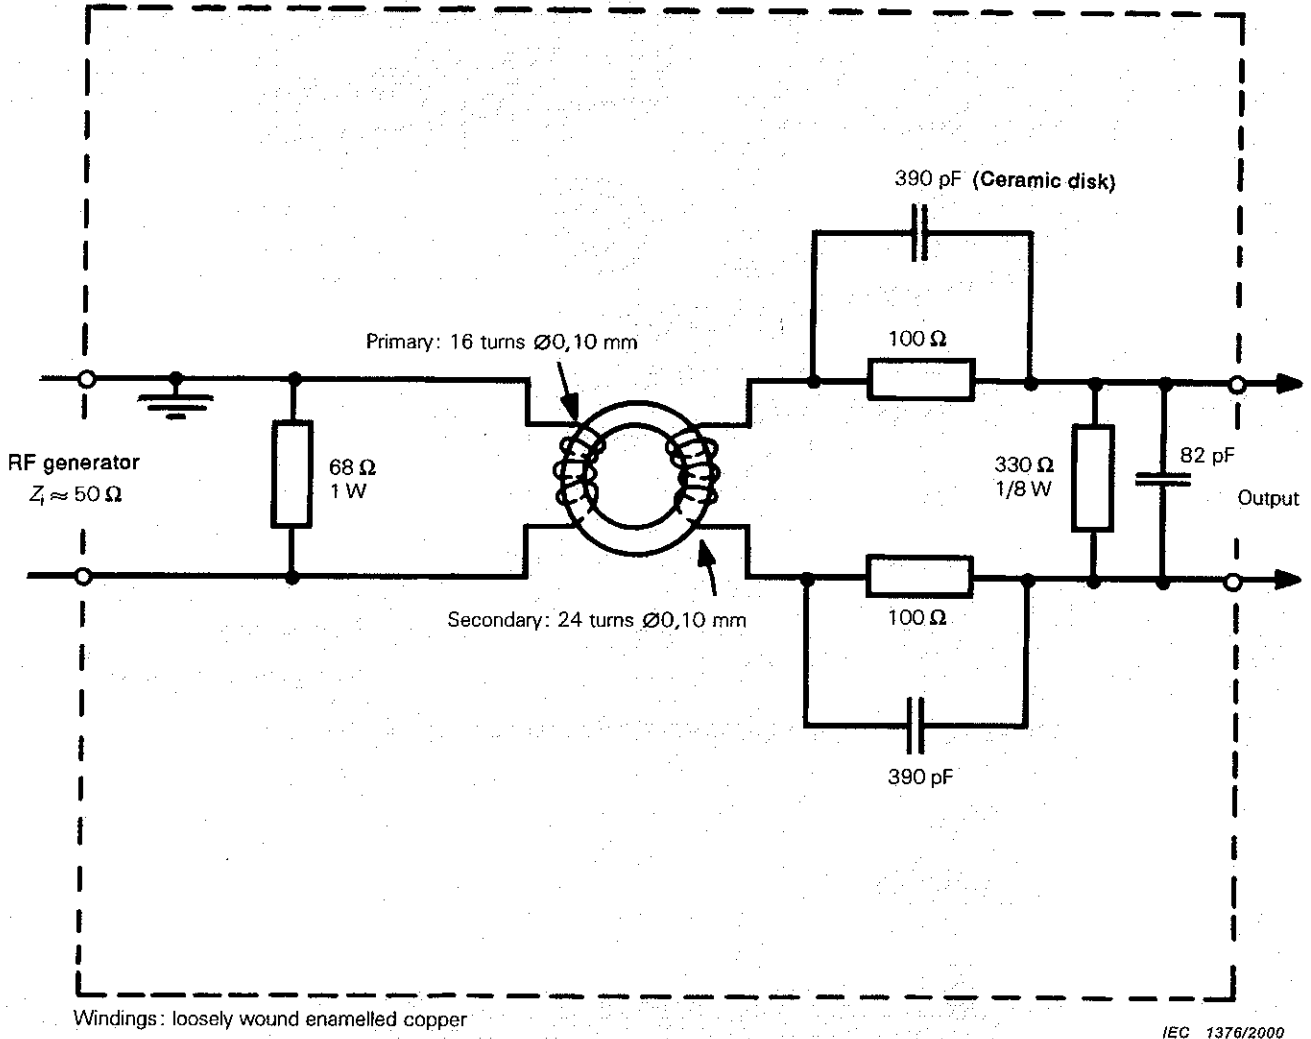 390 pF (Ceramic disk)
Primary: 16 turns Ø0,10 mm
100 Ω
RF generator
Zi ≈ 50 Ω
68 Ω
1 W
330 Ω
1/8 W
82 pF
Output
Secondary: 24 turns Ø0,10 mm
100 Ω
390 pF
Windings: loosely wound enamelled copper
IEC 1376/2000